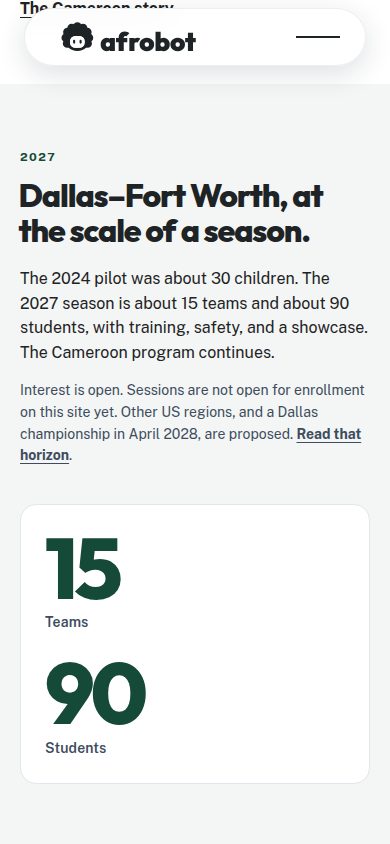 The Cameroon story
afrobot
2027
Dallas–Fort Worth, at
the scale of a season.
The 2024 pilot was about 30 children. The
2027 season is about 15 teams and about 90
students, with training, safety, and a showcase.
The Cameroon program continues.
Interest is open. Sessions are not open for enrollment
on this site yet. Other US regions, and a Dallas
championship in April 2028, are proposed. Read that
horizon.
15
Teams
90
Students